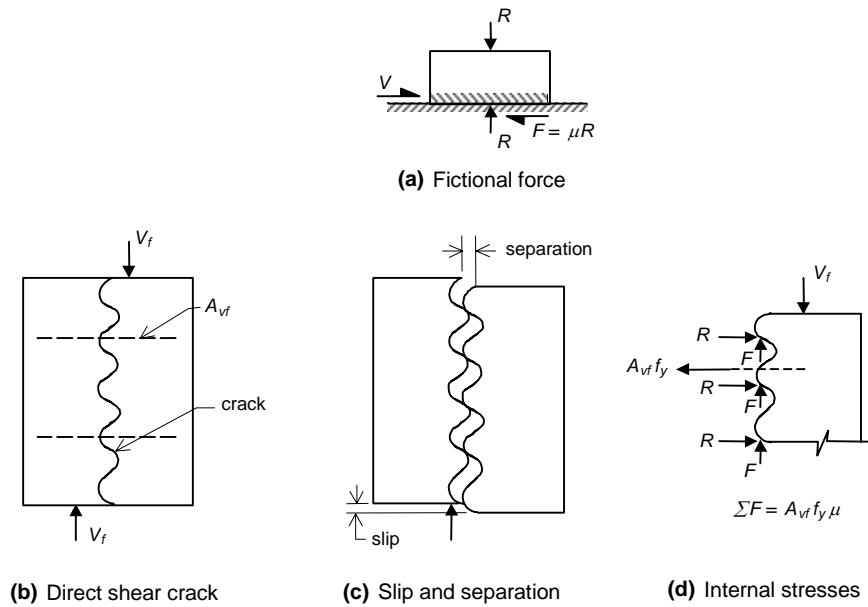 R
V
F = μR
R
(a) Fictional force
V_f
A_vf
crack
V_f
(b) Direct shear crack
separation
slip
(c) Slip and separation
V_f
R
F
A_vf f_y
R
F
R
F
ΣF = A_vf f_y μ
(d) Internal stresses